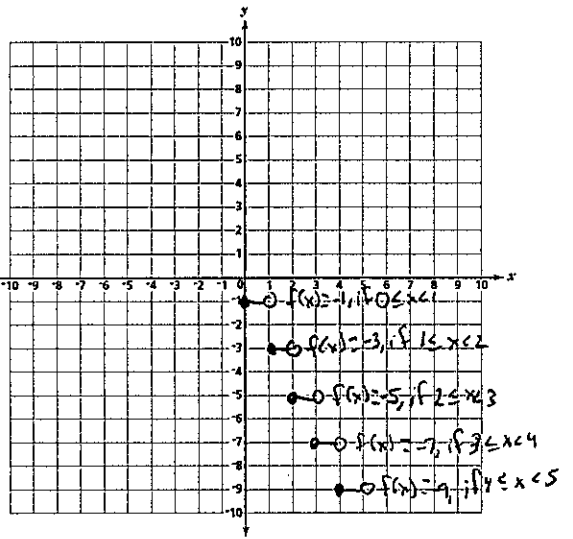 y
10
9
8
7
6
5
4
3
2
1
-10 -9 -8 -7 -6 -5 -4 -3 -2 -1 0 1 2 3 4 5 6 7 8 9 10 x
-1 f(x)=-1, if 0≤x<1
-2
-3 f(x)=-3, if 1≤x<2
-4
-5 f(x)=-5, if 2≤x<3
-6
-7 f(x)=-7, if 3≤x<4
-8
-9 f(x)=-9, if 4≤x<5
-10